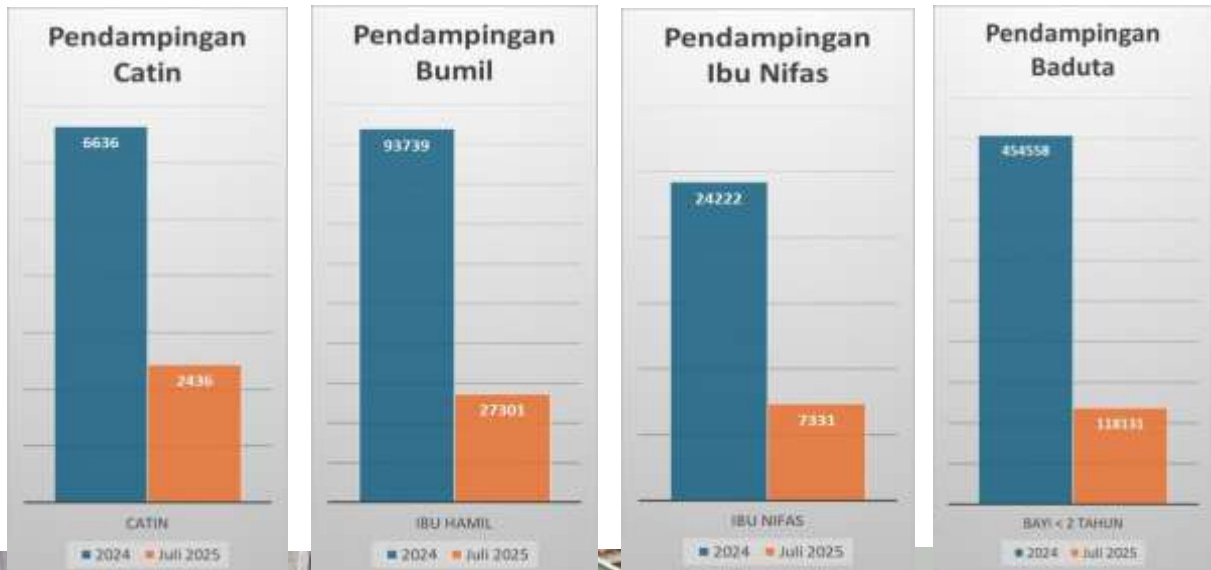 Pendampingan
Catin
6636
2436
CATIN
2024 Juli 2025
Pendampingan
Bumil
93739
27301
IBU HAMIL
2024 Juli 2025
Pendampingan
Ibu Nifas
24222
7331
IBU NIFAS
2024 Juli 2025
Pendampingan
Baduta
454558
118131
BAYI < 2 TAHUN
2024 Juli 2025